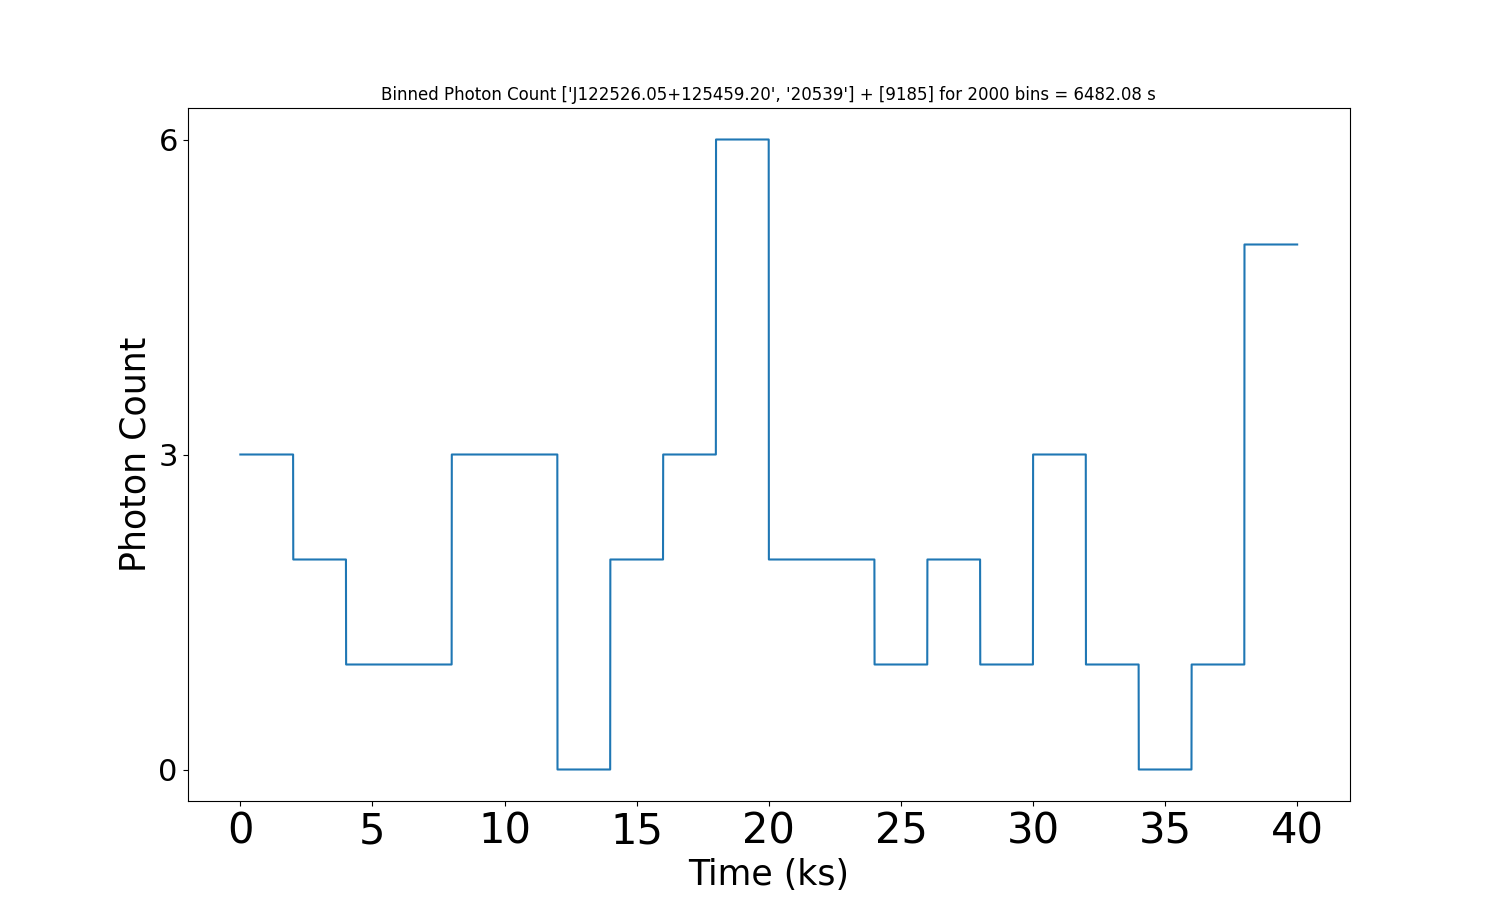 Binned Photon Count ['J122526.05+125459.20', '20539'] + [9185] for 2000 bins = 6482.08 s
6
3
0
Photon Count
0 5 10 15 20 25 30 35 40
Time (ks)